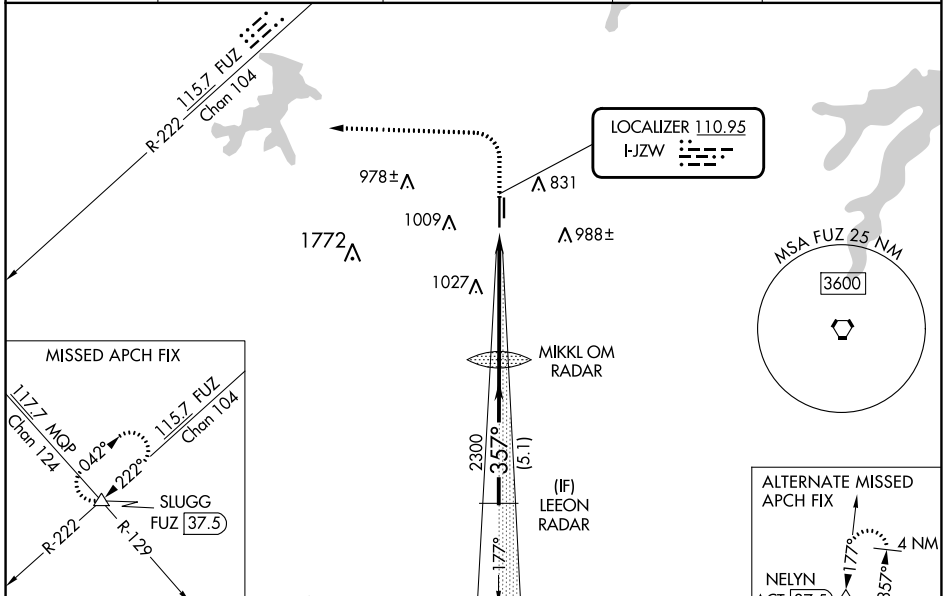 115.7 FUZ
Chan 104
R-222
LOCALIZER 110.95
I-JZW
978±
831
1009
988±
1772
1027
MSA FUZ 25 NM
3600
MIKKL OM
RADAR
2300
357°
(5.1)
(IF)
LEEON
RADAR
177°
MISSED APCH FIX
117.7 MQP
Chan 124
115.7 FUZ
Chan 104
042°
222°
SLUGG
FUZ 37.5
R-222
R-129
ALTERNATE MISSED
APCH FIX
4 NM
177°
357°
NELYN